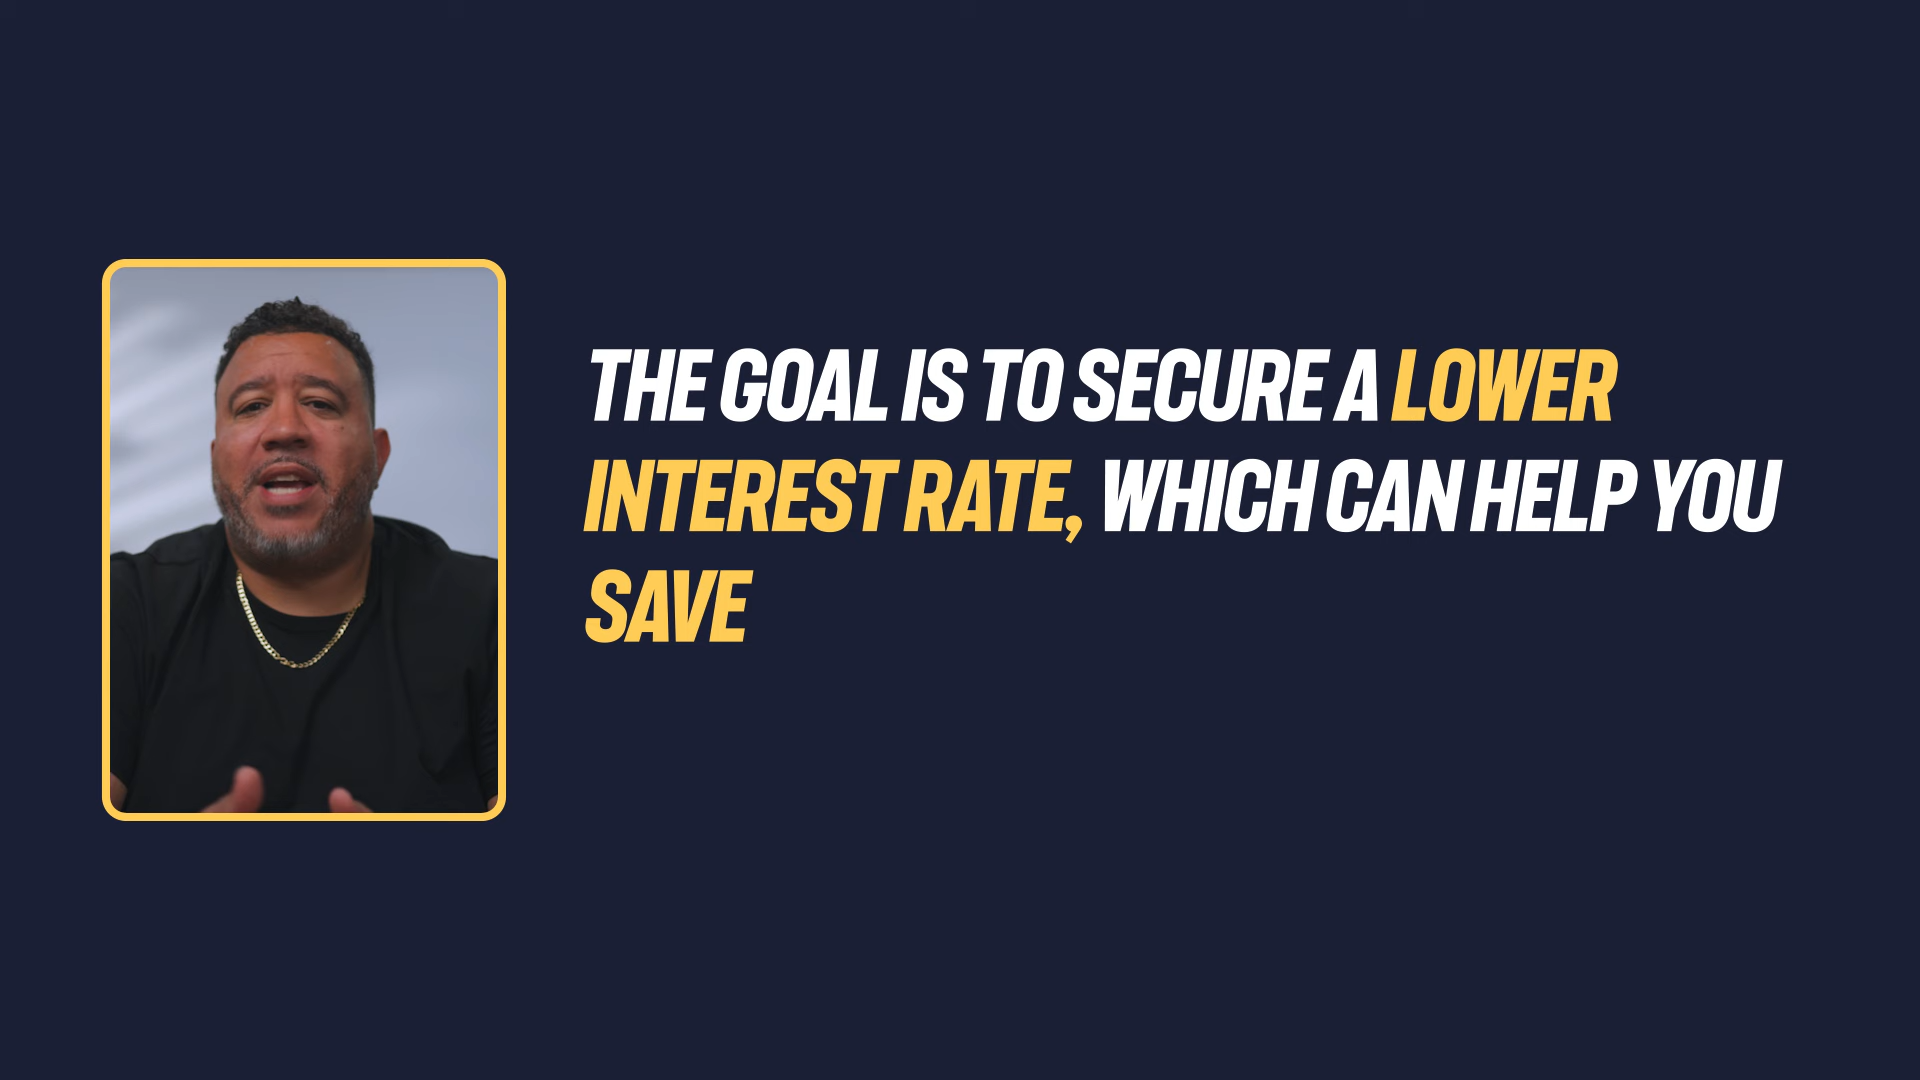 THE GOAL IS TO SECURE A LOWER
INTEREST RATE, WHICH CAN HELP YOU
SAVE